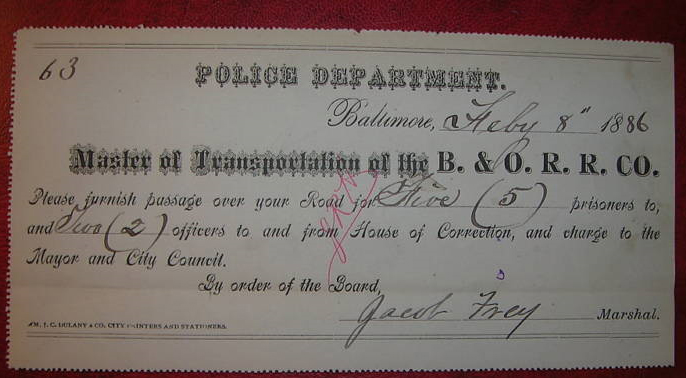 63
POLICE DEPARTMENT.
Baltimore, Feby 8" 1886
Master of Transportation of the B. & O. R. R. CO.
Please furnish passage over your Road for Five (5) prisoners to,
and Two (2) officers to and from House of Correction, and charge to the
Mayor and City Council.
By order of the Board,
Jacob Frey Marshal.
WM. J. C. DULANY & CO. CITY PRINTERS AND STATIONERS.